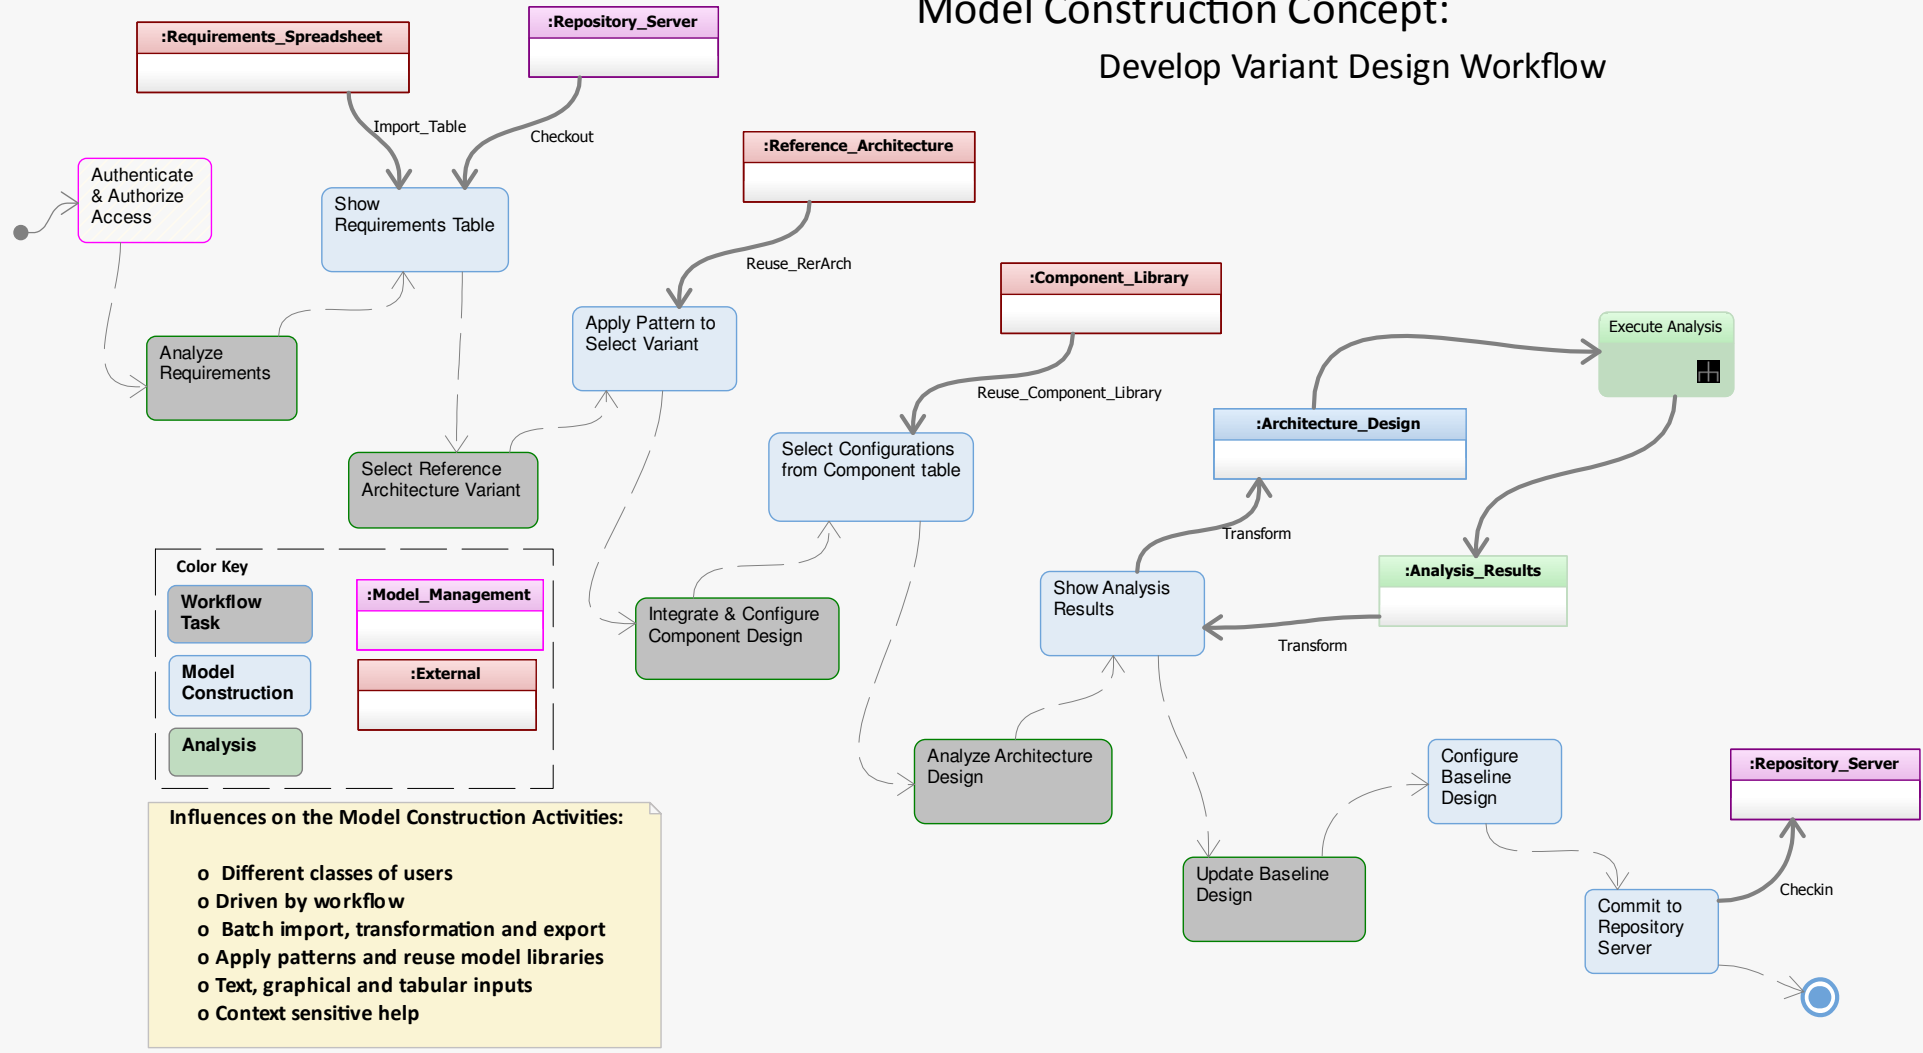 Model Construction Concept:
Develop Variant Design Workflow
:Requirements_Spreadsheet
:Repository_Server
Import_Table
Checkout
:Reference_Architecture
Authenticate
& Authorize
Access
Show
Requirements Table
Reuse_RerArch
:Component_Library
Apply Pattern to
Select Variant
Execute Analysis
Analyze
Requirements
Reuse_Component_Library
:Architecture_Design
Select Configurations
from Component table
Select Reference
Architecture Variant
Transform
Color Key
Workflow
Task
:Model_Management
Model
Construction
:External
Analysis
Integrate & Configure
Component Design
Show Analysis
Results
:Analysis_Results
Transform
Analyze Architecture
Design
Configure
Baseline
Design
:Repository_Server
Update Baseline
Design
Checkin
Commit to
Repository
Server
Influences on the Model Construction Activities:
o Different classes of users
o Driven by workflow
o Batch import, transformation and export
o Apply patterns and reuse model libraries
o Text, graphical and tabular inputs
o Context sensitive help